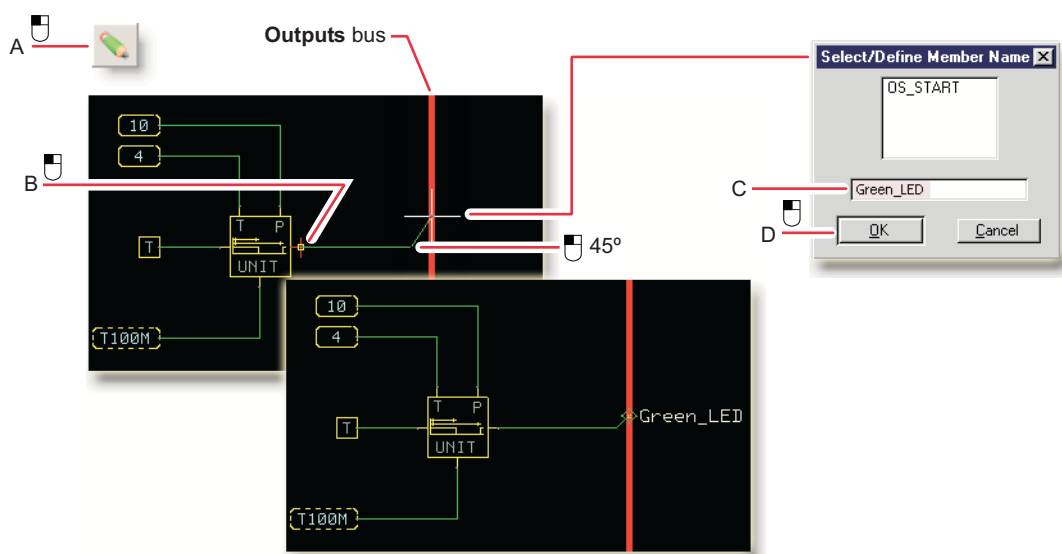 A
Outputs bus
10
4
B
T
T P
UNIT
T100M
45º
Select/Define Member Name
OS_START
C
Green_LED
D
OK
Cancel
10
4
T
T P
UNIT
T100M
Green_LED